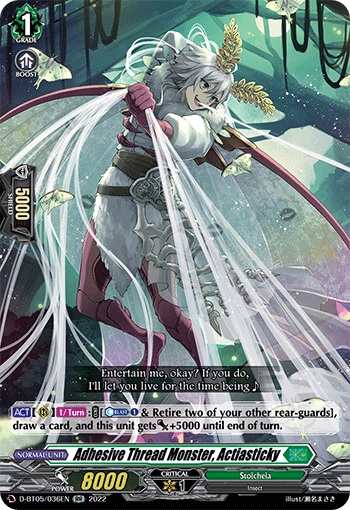 1
GRADE
BOOST
5000
SHIELD
Entertain me, okay? If you do,
I'll let you live for the time being♪
ACT 1/Turn : [COUNTER BLAST 1 & Retire two of your other rear-guards],
draw a card, and this unit gets +5000 until end of turn.
NORMAL UNIT Adhesive Thread Monster, Actiasticky
POWER 8000 CRITICAL 1 Stoicheia
Insect
D-BT05/036EN RR 2022 illust/瀬名まさき